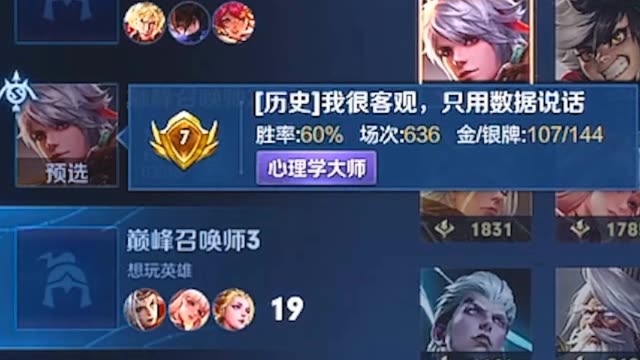 [历史]我很客观，只用数据说话
7
胜率:60% 场次:636 金/银牌:107/144
心理学大师
预选
巅峰召唤师3
想玩英雄
19
1831